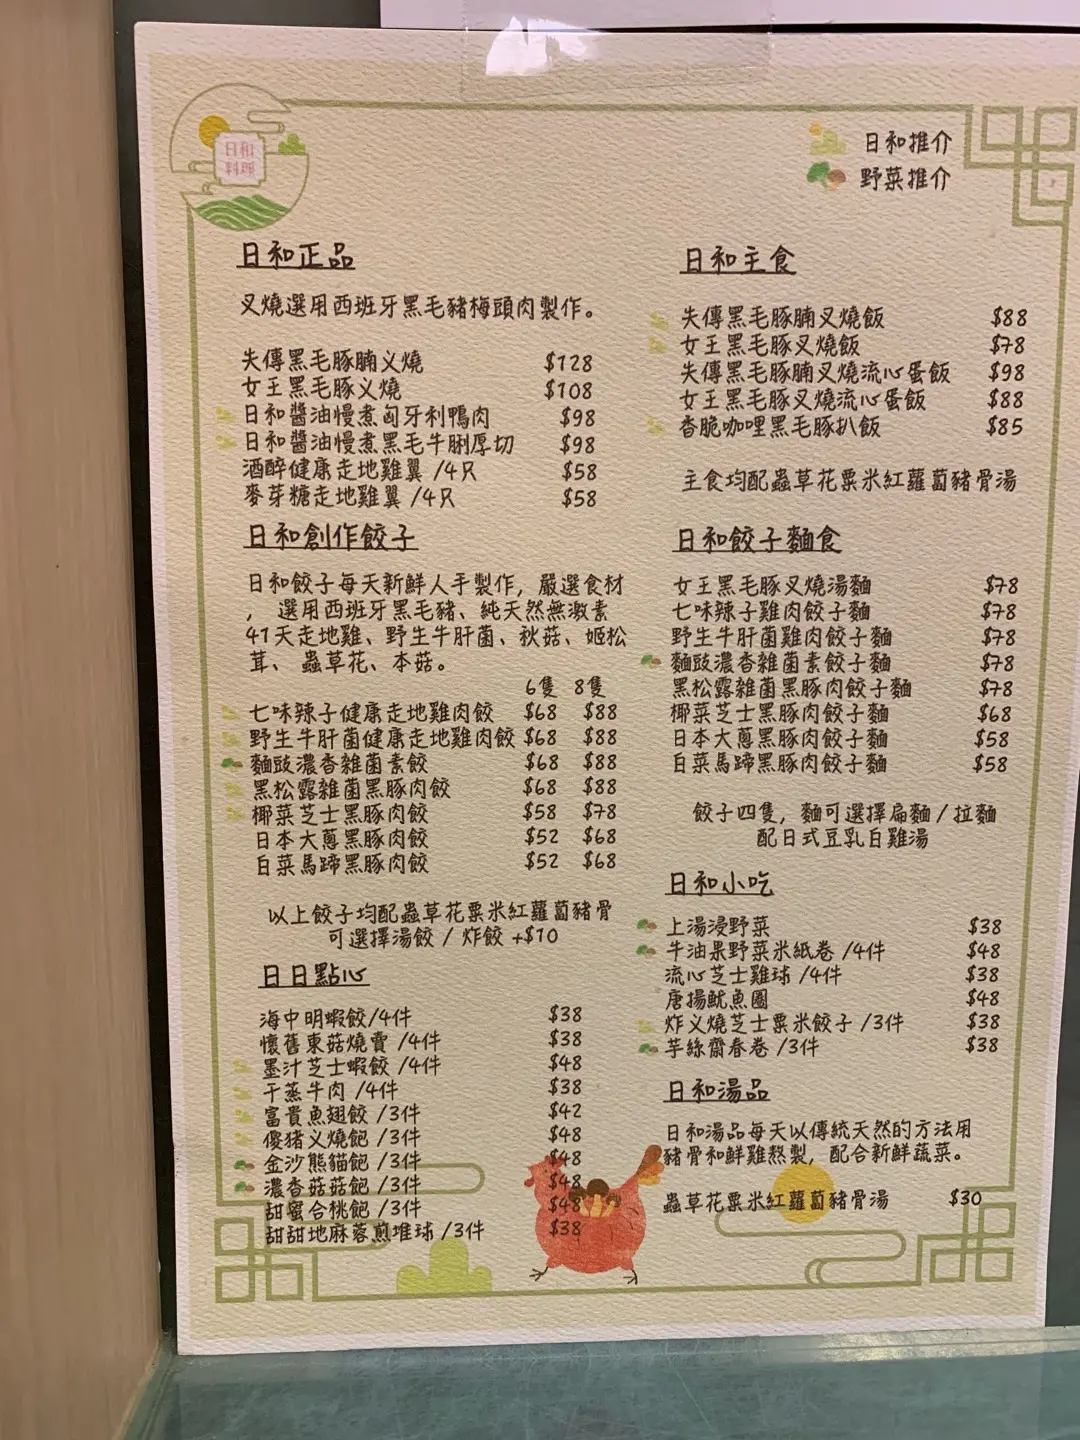 日和
料理
日和推介
野菜推介
日和正品
叉燒選用西班牙黑毛豬梅頭肉製作。
失傳黑毛豚腩义燒 $128
女王黑毛豚义燒 $108
日和醬油慢煮匈牙利鴨肉 $98
日和醬油慢煮黑毛牛脷厚切 $98
酒醉健康走地雞翼 /4只 $58
麥芽糖走地雞翼 /4只 $58
日和創作餃子
日和餃子每天新鮮人手製作, 嚴選食材
, 選用西班牙黑毛豬、純天然無激素
47天走地雞、野生牛肝菌、秋菇、姬松
茸、蟲草花、本菇。
6隻 8隻
七味辣子健康走地雞肉餃 $68 $88
野生牛肝菌健康走地雞肉餃 $68 $88
麵豉濃香雜菌素餃 $68 $88
黑松露雜菌黑豚肉餃 $68 $88
椰菜芝士黑豚肉餃 $58 $78
日本大蔥黑豚肉餃 $52 $68
白菜馬蹄黑豚肉餃 $52 $68
以上餃子均配蟲草花粟米紅蘿蔔豬骨
可選擇湯餃 / 炸餃 +$10
日日點心
海中明蝦餃/4件 $38
懷舊東菇燒賣 /4件 $38
墨汁芝士蝦餃 /4件 $48
干蒸牛肉 /4件 $38
富貴魚翅餃 /3件 $42
傻猪义燒飽 /3件 $48
金沙熊貓飽 /3件 $48
濃香菇菇飽 /3件 $48
甜蜜合桃飽 /3件 $48
甜甜地麻蓉煎堆球 /3件 $38
日和主食
失傳黑毛豚腩叉燒飯 $88
女王黑毛豚叉燒飯 $78
失傳黑毛豚腩叉燒流心蛋飯 $98
女王黑毛豚叉燒流心蛋飯 $88
香脆咖哩黑毛豚扒飯 $85
主食均配蟲草花粟米紅蘿蔔豬骨湯
日和餃子麵食
女王黑毛豚叉燒湯麵 $78
七味辣子雞肉餃子麵 $78
野生牛肝菌雞肉餃子麵 $78
麵豉濃香雜菌素餃子麵 $78
黑松露雜菌黑豚肉餃子麵 $78
椰菜芝士黑豚肉餃子麵 $68
日本大蔥黑豚肉餃子麵 $58
白菜馬蹄黑豚肉餃子麵 $58
餃子四隻, 麵可選擇扁麵 / 拉麵
配日式豆乳白雞湯
日和小吃
上湯浸野菜 $38
牛油果野菜米紙卷 /4件 $48
流心芝士雞球 /4件 $38
唐揚魷魚圈 $48
炸义燒芝士粟米餃子 /3件 $38
芋絲齋春卷 /3件 $38
日和湯品
日和湯品每天以傳統天然的方法用
豬骨和鮮雞熬製, 配合新鮮蔬菜。
蟲草花粟米紅蘿蔔豬骨湯 $30